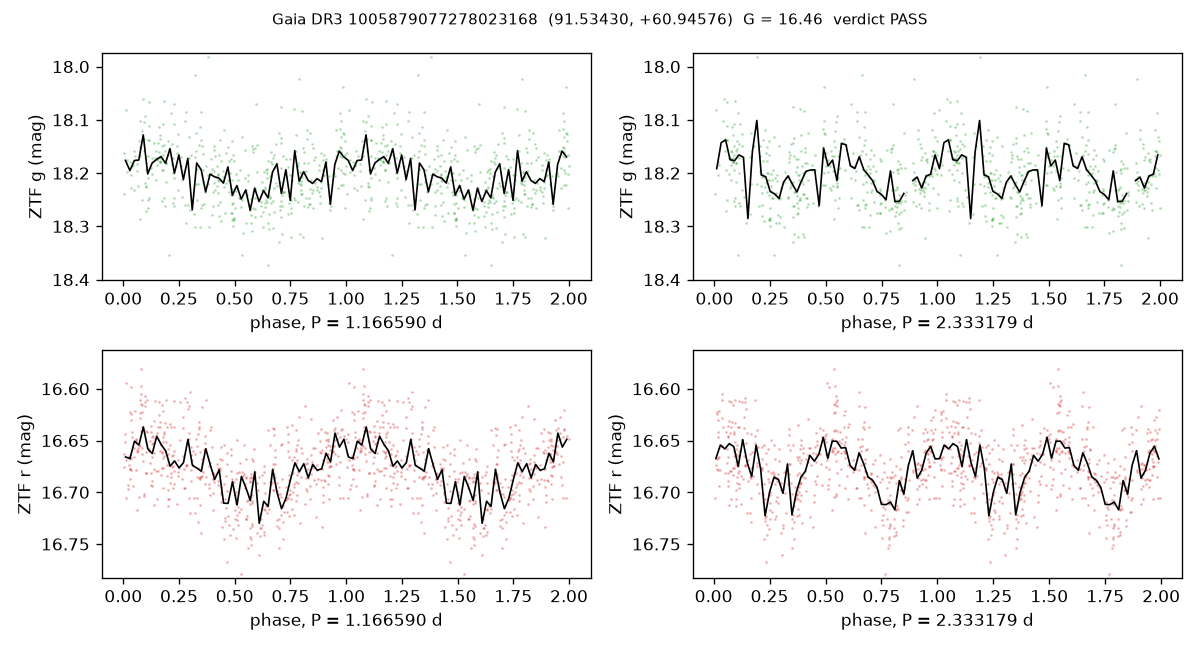 Gaia DR3 1005879077278023168  (91.53430, +60.94576)  G = 16.46  verdict PASS
ZTF g (mag)
18.0
18.1
18.2
18.3
18.4
0.00 0.25 0.50 0.75 1.00 1.25 1.50 1.75 2.00
phase, P = 1.166590 d
ZTF g (mag)
18.0
18.1
18.2
18.3
18.4
0.00 0.25 0.50 0.75 1.00 1.25 1.50 1.75 2.00
phase, P = 2.333179 d
ZTF r (mag)
16.60
16.65
16.70
16.75
0.00 0.25 0.50 0.75 1.00 1.25 1.50 1.75 2.00
phase, P = 1.166590 d
ZTF r (mag)
16.60
16.65
16.70
16.75
0.00 0.25 0.50 0.75 1.00 1.25 1.50 1.75 2.00
phase, P = 2.333179 d